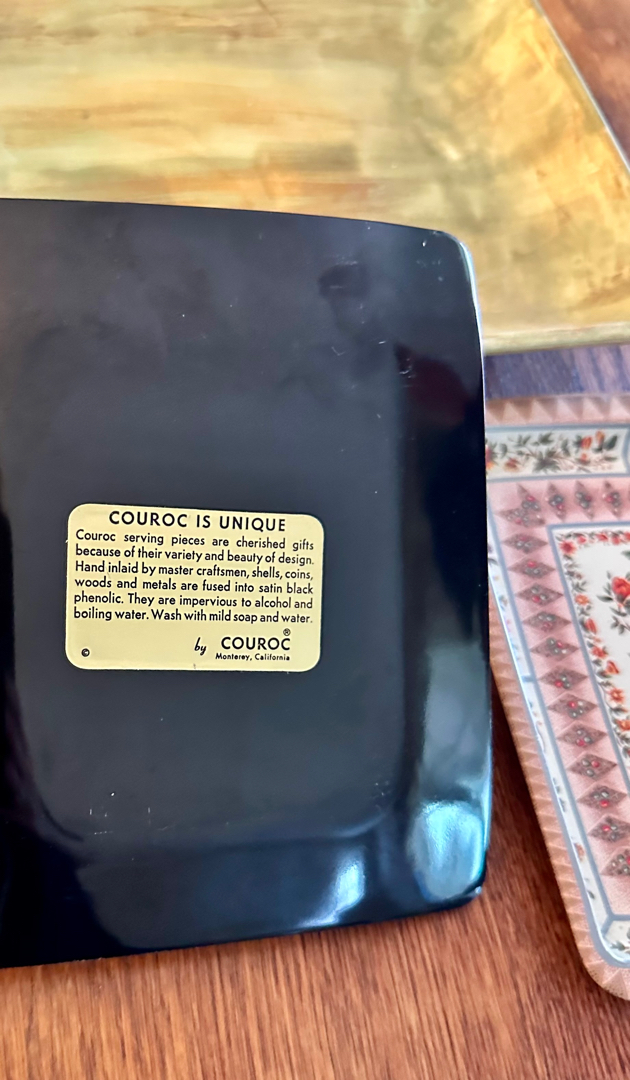 COUROC IS UNIQUE
Couroc serving pieces are cherished gifts
because of their variety and beauty of design.
Hand inlaid by master craftsmen, shells, coins,
woods and metals are fused into satin black
phenolic. They are impervious to alcohol and
boiling water. Wash with mild soap and water.
© by COUROC®
Monterey, California